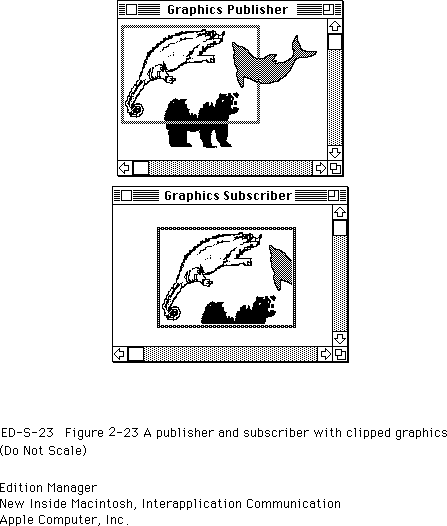 Graphics Publisher
Graphics Subscriber
ED-S-23 Figure 2-23 A publisher and subscriber with clipped graphics
(Do Not Scale)
Edition Manager
New Inside Macintosh, Interapplication Communication
Apple Computer, Inc.